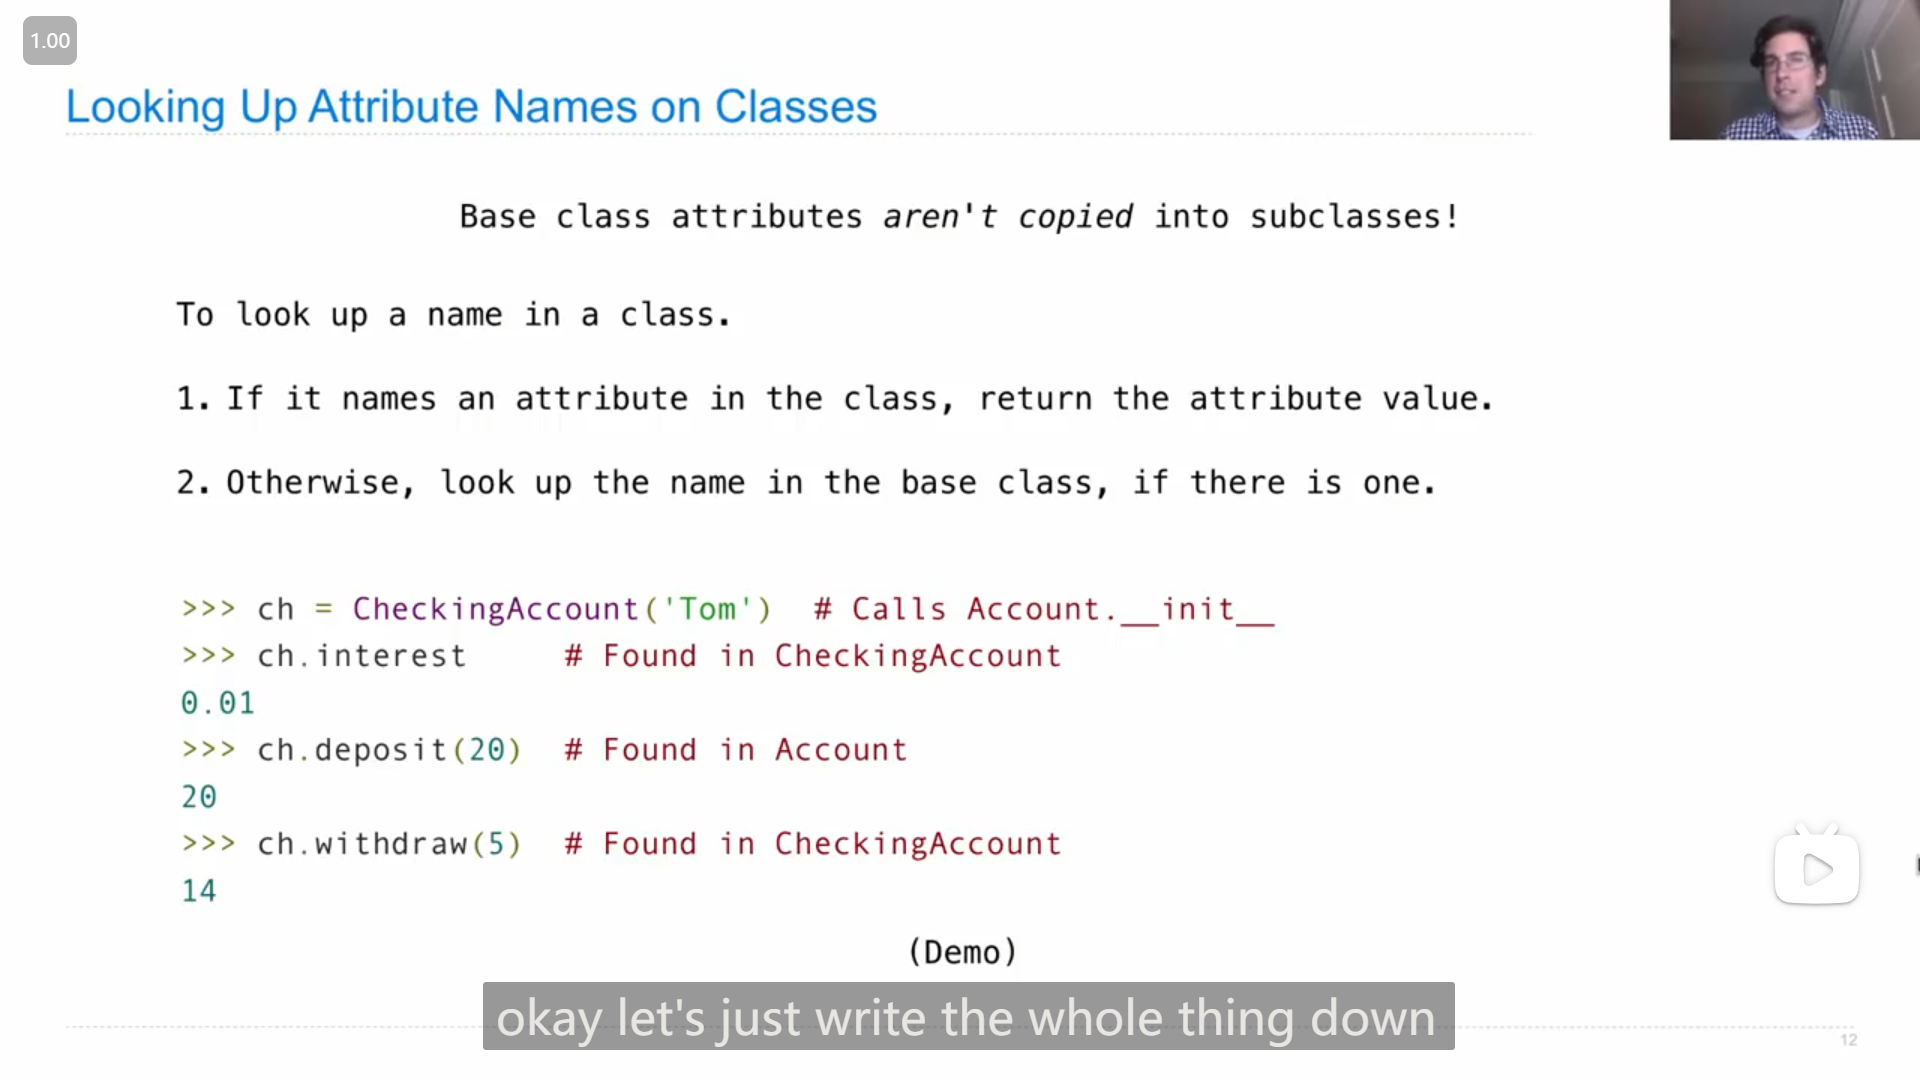 1.00
Looking Up Attribute Names on Classes
Base class attributes aren't copied into subclasses!
To look up a name in a class.
1. If it names an attribute in the class, return the attribute value.
2. Otherwise, look up the name in the base class, if there is one.
>>> ch = CheckingAccount('Tom')  # Calls Account.__init__
>>> ch.interest     # Found in CheckingAccount
0.01
>>> ch.deposit(20)  # Found in Account
20
>>> ch.withdraw(5)  # Found in CheckingAccount
14
(Demo)
okay let's just write the whole thing down
12